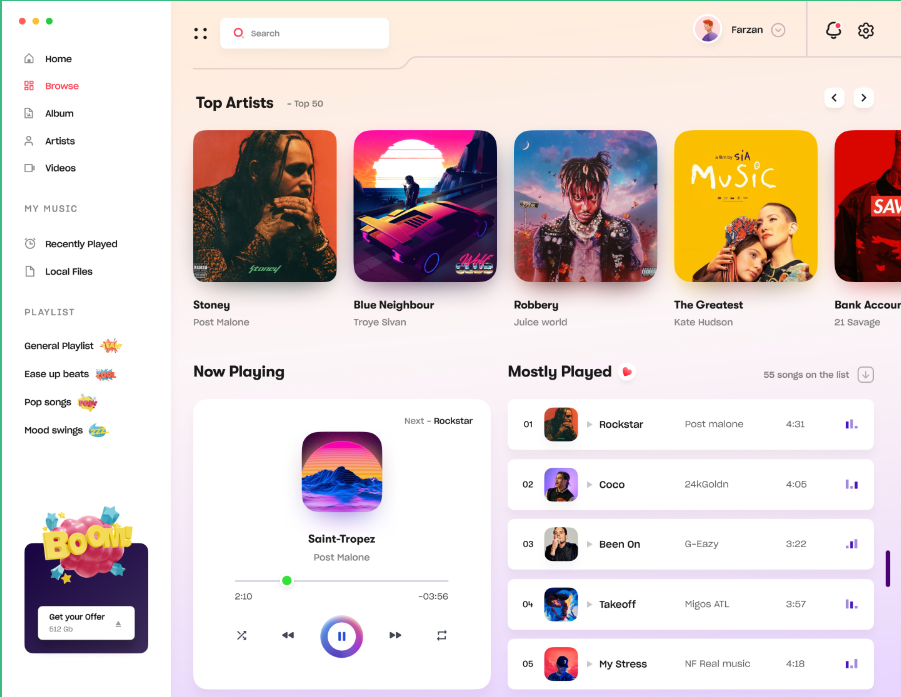 Home
Browse
Album
Artists
Videos
MY MUSIC
Recently Played
Local Files
PLAYLIST
General Playlist
Ease up beats
Pop songs
Mood swings
BOOM!
Get your Offer
512 Gb
Search
Farzan
Top Artists – Top 50
Stoney
a film by SiA
MUSiC
SAV
Stoney
Post Malone
Blue Neighbour
Troye Sivan
Robbery
Juice world
The Greatest
Kate Hudson
Bank Accour
21 Savage
Now Playing
Next – Rockstar
Saint-Tropez
Post Malone
2:10 -03:56
Mostly Played
55 songs on the list
01 Rockstar Post malone 4:31
02 Coco 24kGoldn 4:05
03 Been On G-Eazy 3:22
04 Takeoff Migos ATL 3:57
05 My Stress NF Real music 4:18